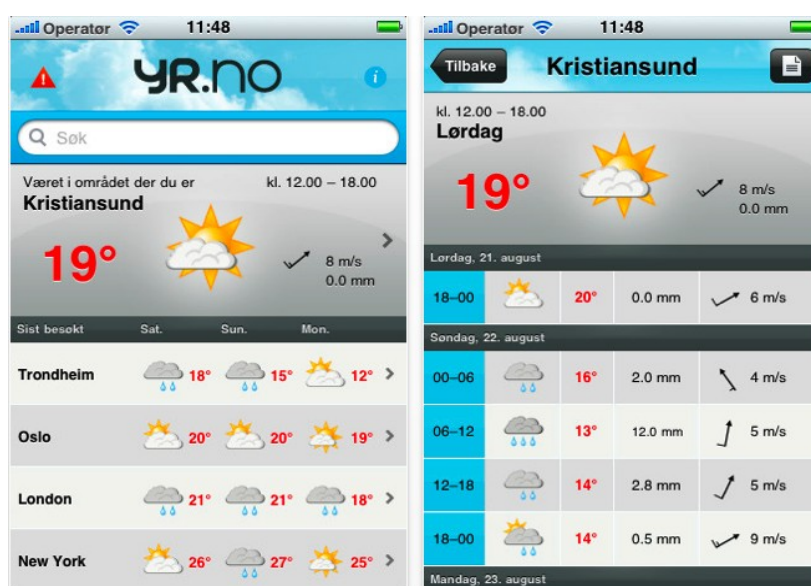 Operatør 11:48
YR.NO
Søk
Været i området der du er kl. 12.00 – 18.00
Kristiansund
19°
8 m/s
0.0 mm
Sist besøkt Sat. Sun. Mon.
Trondheim 18° 15° 12°
Oslo 20° 20° 19°
London 21° 21° 18°
New York 26° 27° 25°
Operatør 11:48
Tilbake Kristiansund
kl. 12.00 – 18.00
Lørdag
19°
8 m/s
0.0 mm
Lørdag, 21. august
18–00 20° 0.0 mm 6 m/s
Søndag, 22. august
00–06 16° 2.0 mm 4 m/s
06–12 13° 12.0 mm 5 m/s
12–18 14° 2.8 mm 5 m/s
18–00 14° 0.5 mm 9 m/s
Mandag, 23. august